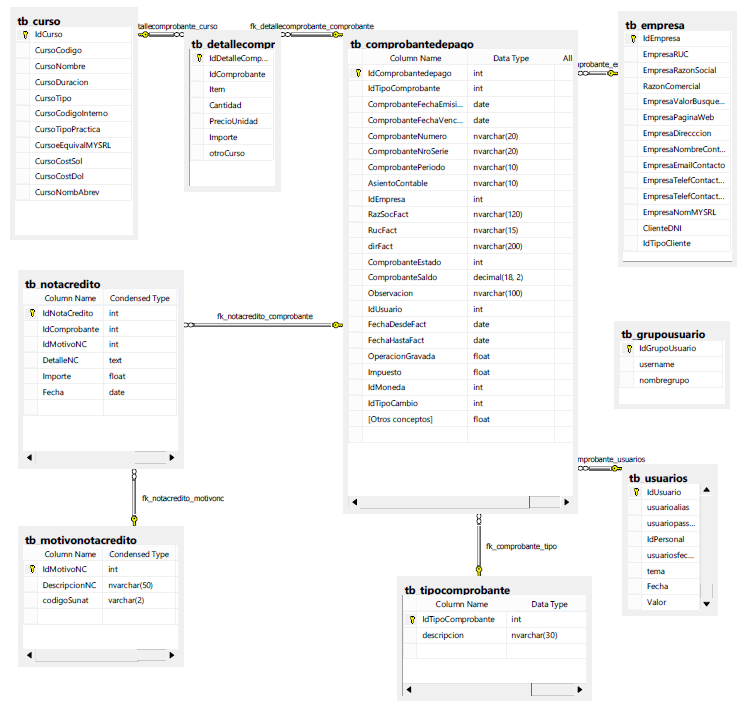 tb_curso
IdCurso
CursoCodigo
CursoNombre
CursoDuracion
CursoTipo
CursoCodigoInterno
CursoTipoPractica
CursoeEquivalMYSRL
CursoCostSol
CursoCostDol
CursoNombAbrev
tallecomprobante_curso
fk_detallecomprobante_comprobante
tb_detallecompr
IdDetalleComp...
IdComprobante
Item
Cantidad
PrecioUnidad
Importe
otroCurso
tb_comprobantedepago
Column Name Data Type All
IdComprobantedepago int
IdTipoComprobante int
ComprobanteFechaEmisi... date
ComprobanteFechaVenc... date
ComprobanteNumero nvarchar(20)
ComprobanteNroSerie nvarchar(20)
ComprobantePeriodo nvarchar(10)
AsientoContable nvarchar(10)
IdEmpresa int
RazSocFact nvarchar(120)
RucFact nvarchar(15)
dirFact nvarchar(200)
ComprobanteEstado int
ComprobanteSaldo decimal(18, 2)
Observacion nvarchar(100)
IdUsuario int
FechaDesdeFact date
FechaHastaFact date
OperacionGravada float
Impuesto float
IdMoneda int
IdTipoCambio int
[Otros conceptos] float
mprobante_e
tb_empresa
IdEmpresa
EmpresaRUC
EmpresaRazonSocial
RazonComercial
EmpresaValorBusque...
EmpresaPaginaWeb
EmpresaDirecccion
EmpresaNombreCont...
EmpresaEmailContacto
EmpresaTelefContact...
EmpresaTelefContact...
EmpresaNomMYSRL
ClienteDNI
IdTipoCliente
tb_notacredito
Column Name Condensed Type
IdNotaCredito int
IdComprobante int
IdMotivoNC int
DetalleNC text
Importe float
Fecha date
fk_notacredito_comprobante
tb_grupousuario
IdGrupoUsuario
username
nombregrupo
mprobante_usuarios
tb_usuarios
IdUsuario
usuarioalias
usuariopass...
IdPersonal
usuariosfec...
tema
Fecha
Valor
fk_notacredito_motivonc
tb_motivonotacredito
Column Name Condensed Type
IdMotivoNC int
DescripcionNC nvarchar(50)
codigoSunat varchar(2)
fk_comprobante_tipo
tb_tipocomprobante
Column Name Data Type
IdTipoComprobante int
descripcion nvarchar(30)